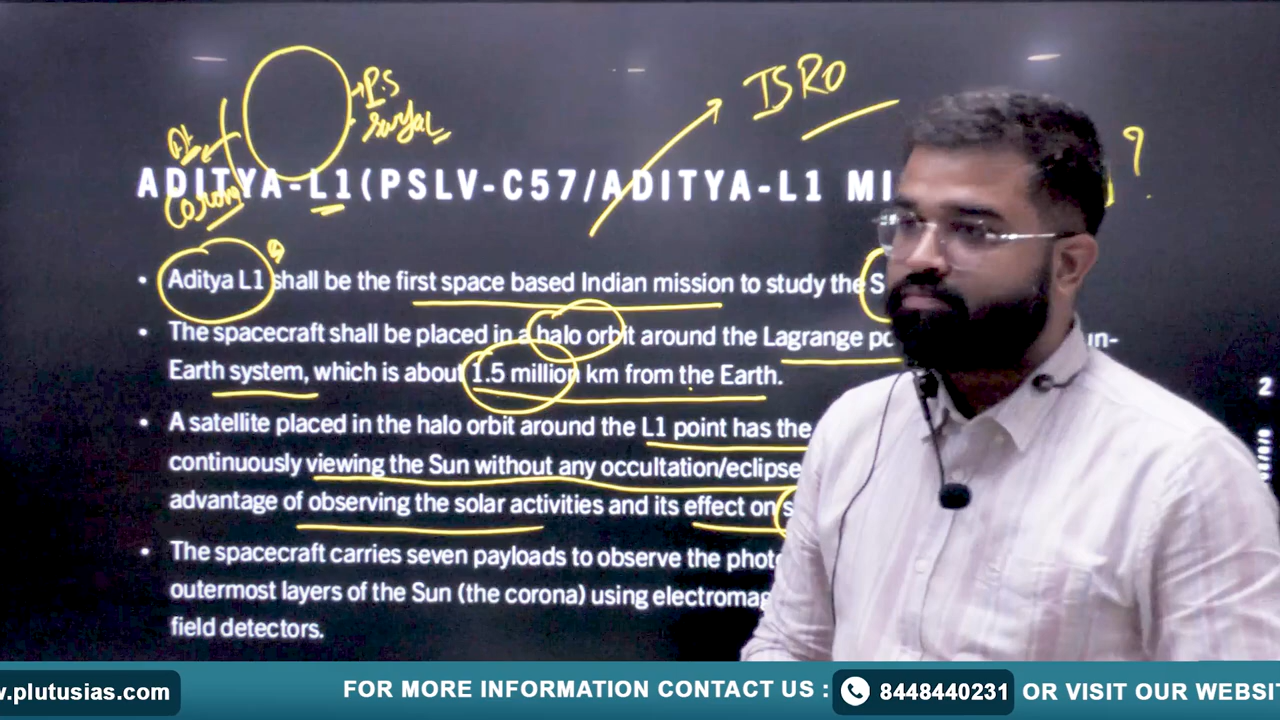 ISRO
P.S
Suryal
?
Corona
ADITYA-L1(PSLV-C57/ADITYA-L1 MI
Aditya L1 shall be the first space based Indian mission to study the S
The spacecraft shall be placed in a halo orbit around the Lagrange po un-
Earth system, which is about 1.5 million km from the Earth.
A satellite placed in the halo orbit around the L1 point has the
continuously viewing the Sun without any occultation/eclipse
advantage of observing the solar activities and its effect on s
The spacecraft carries seven payloads to observe the phot
outermost layers of the Sun (the corona) using electromag
field detectors.
2
w.plutusias.com FOR MORE INFORMATION CONTACT US : 8448440231 OR VISIT OUR WEBSIT